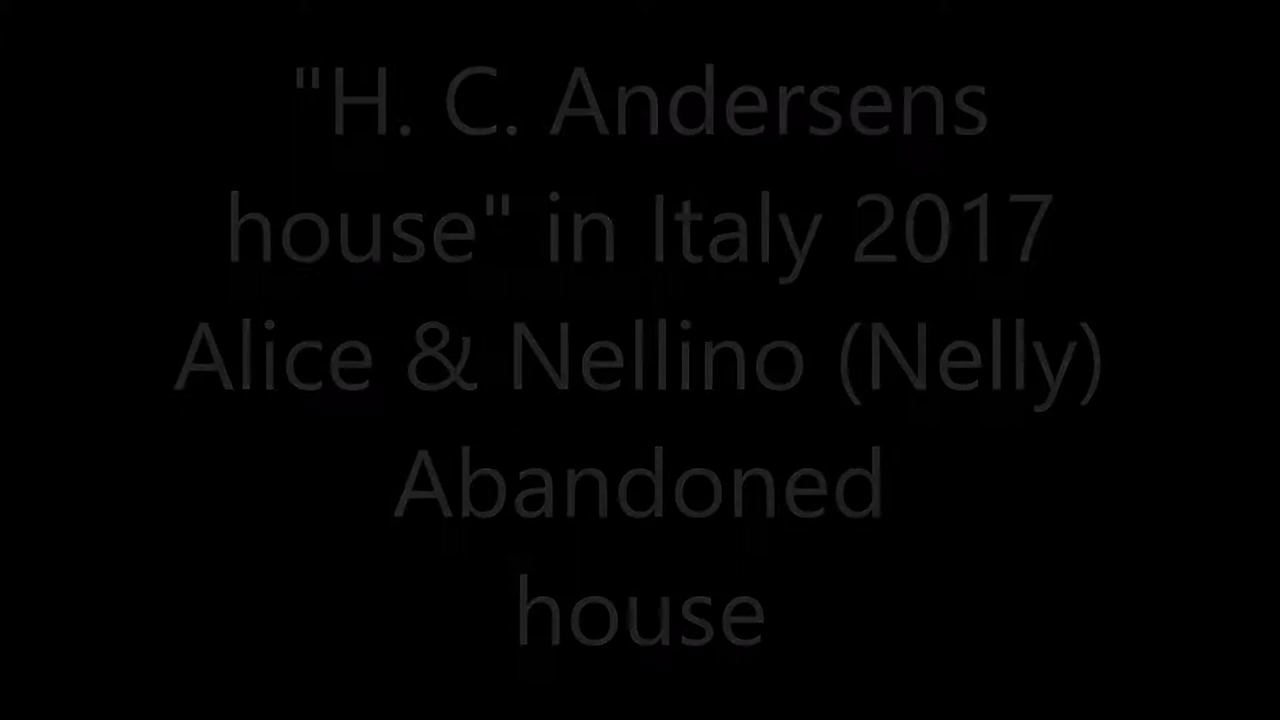 "H. C. Andersens
house" in Italy 2017
Alice & Nellino (Nelly)
Abandoned
house